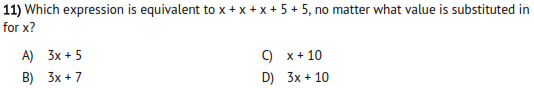 11) Which expression is equivalent to x + x + x + 5 + 5, no matter what value is substituted in
for x?
A) 3x + 5
C) x + 10
B) 3x + 7
D) 3x + 10